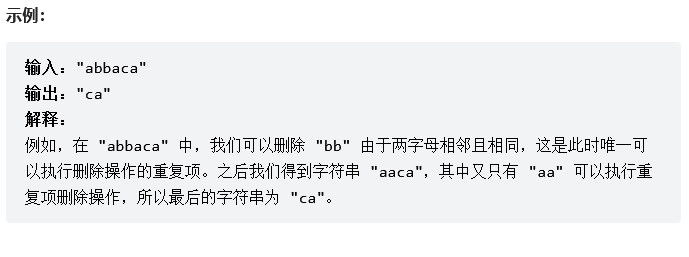 示例：
输入："abbaca"
输出："ca"
解释：
例如，在 "abbaca" 中，我们可以删除 "bb" 由于两字母相邻且相同，这是此时唯一可
以执行删除操作的重复项。之后我们得到字符串 "aaca"，其中又只有 "aa" 可以执行重
复项删除操作，所以最后的字符串为 "ca"。